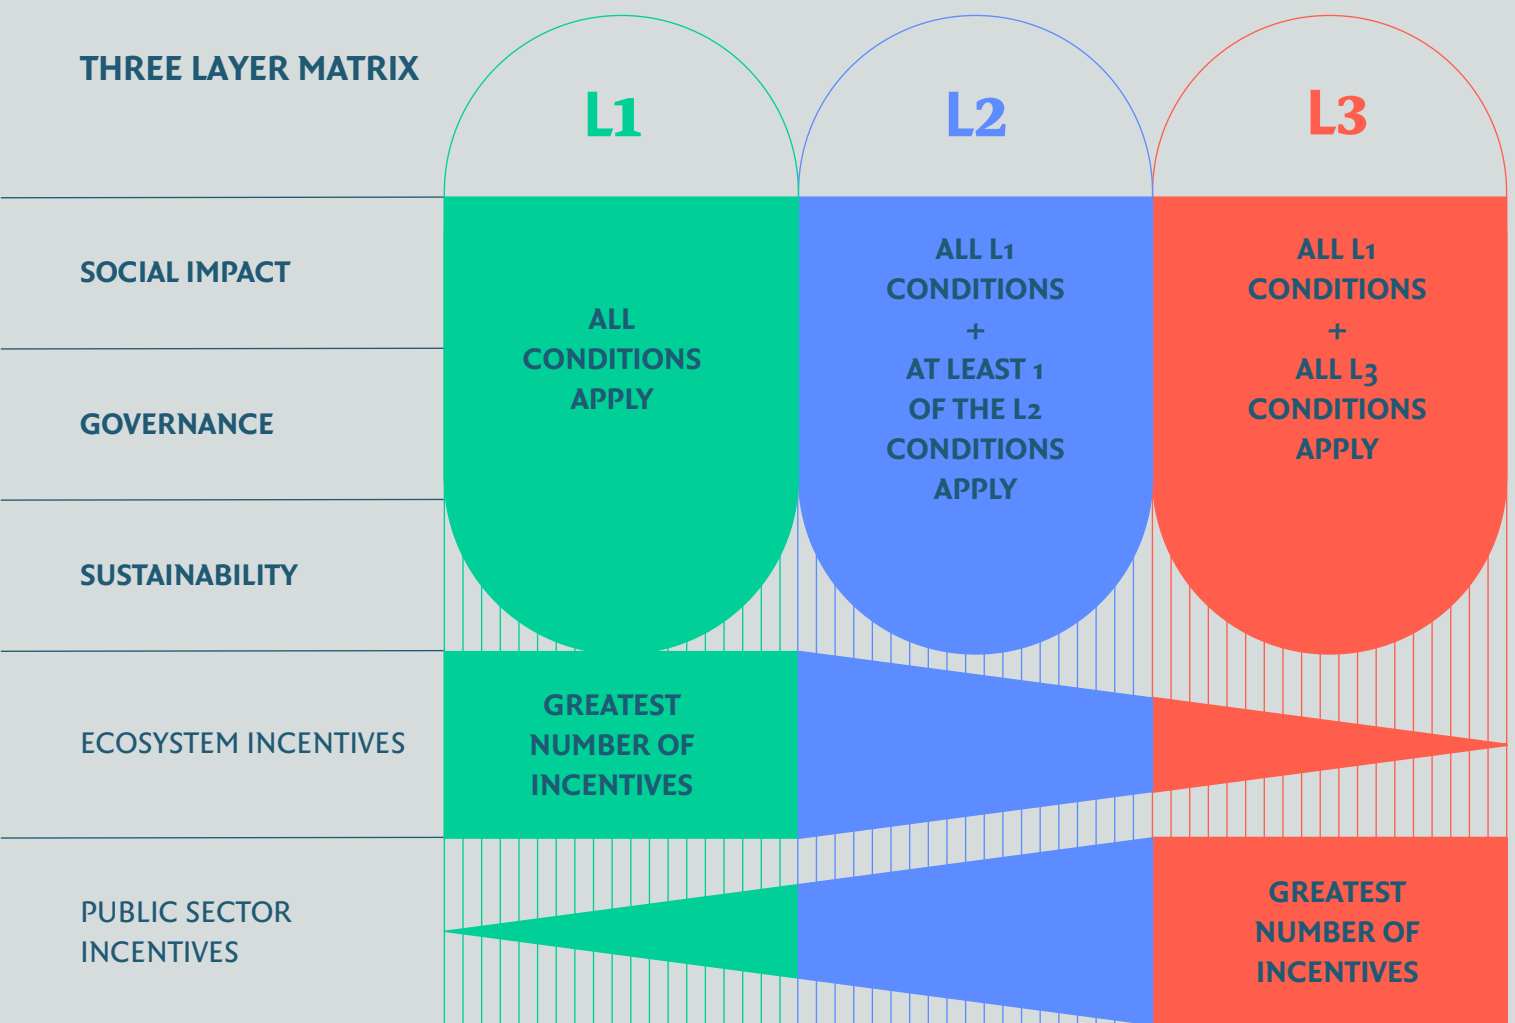 THREE LAYER MATRIX
L1
L2
L3
SOCIAL IMPACT
GOVERNANCE
SUSTAINABILITY
ALL
CONDITIONS
APPLY
ALL L1
CONDITIONS
+
AT LEAST 1
OF THE L2
CONDITIONS
APPLY
ALL L1
CONDITIONS
+
ALL L3
CONDITIONS
APPLY
ECOSYSTEM INCENTIVES
GREATEST
NUMBER OF
INCENTIVES
PUBLIC SECTOR
INCENTIVES
GREATEST
NUMBER OF
INCENTIVES